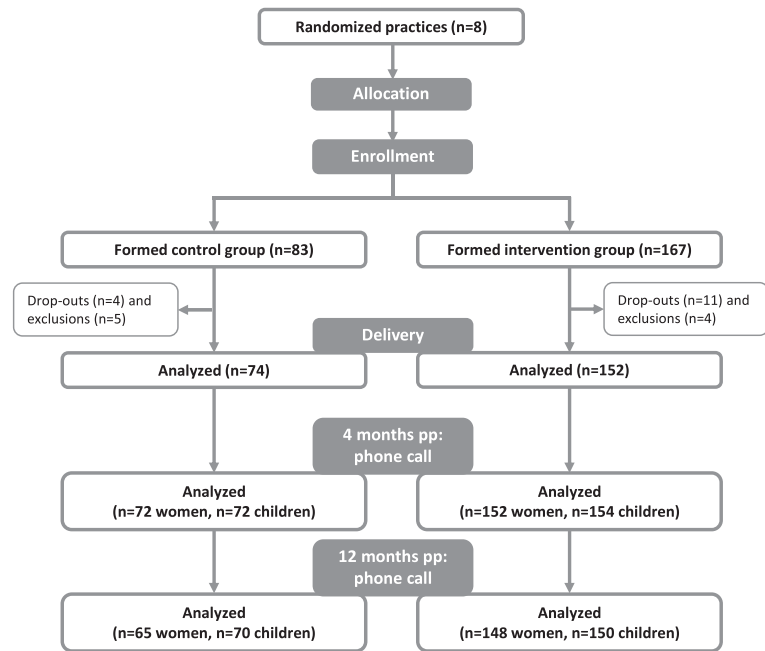 Randomized practices (n=8)
Allocation
Enrollment
Formed control group (n=83)
Formed intervention group (n=167)
Drop-outs (n=4) and
exclusions (n=5)
Drop-outs (n=11) and
exclusions (n=4)
Delivery
Analyzed (n=74)
Analyzed (n=152)
4 months pp:
phone call
Analyzed
(n=72 women, n=72 children)
Analyzed
(n=152 women, n=154 children)
12 months pp:
phone call
Analyzed
(n=65 women, n=70 children)
Analyzed
(n=148 women, n=150 children)